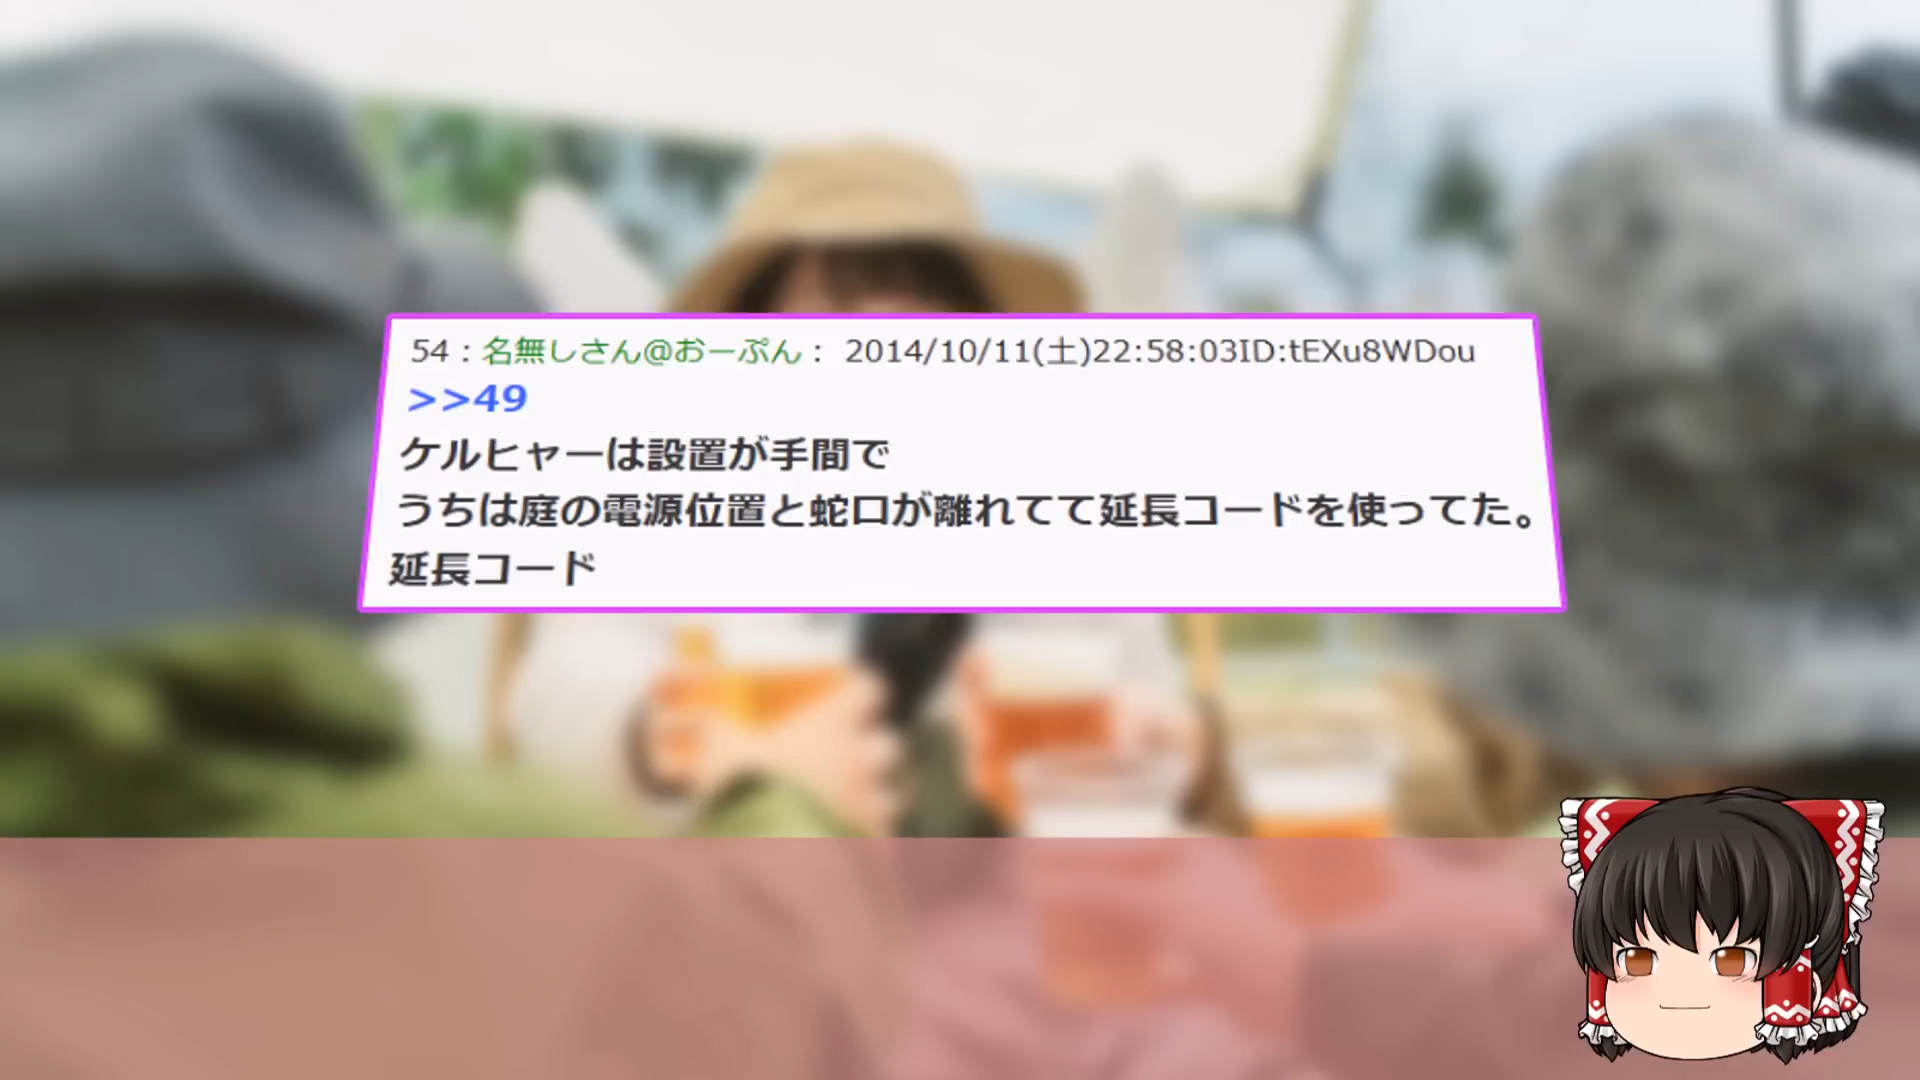 54：名無しさん@おーぷん： 2014/10/11(土)22:58:03ID:tEXu8WDou
>>49
ケルヒャーは設置が手間で
うちは庭の電源位置と蛇口が離れてて延長コードを使ってた。
延長コード